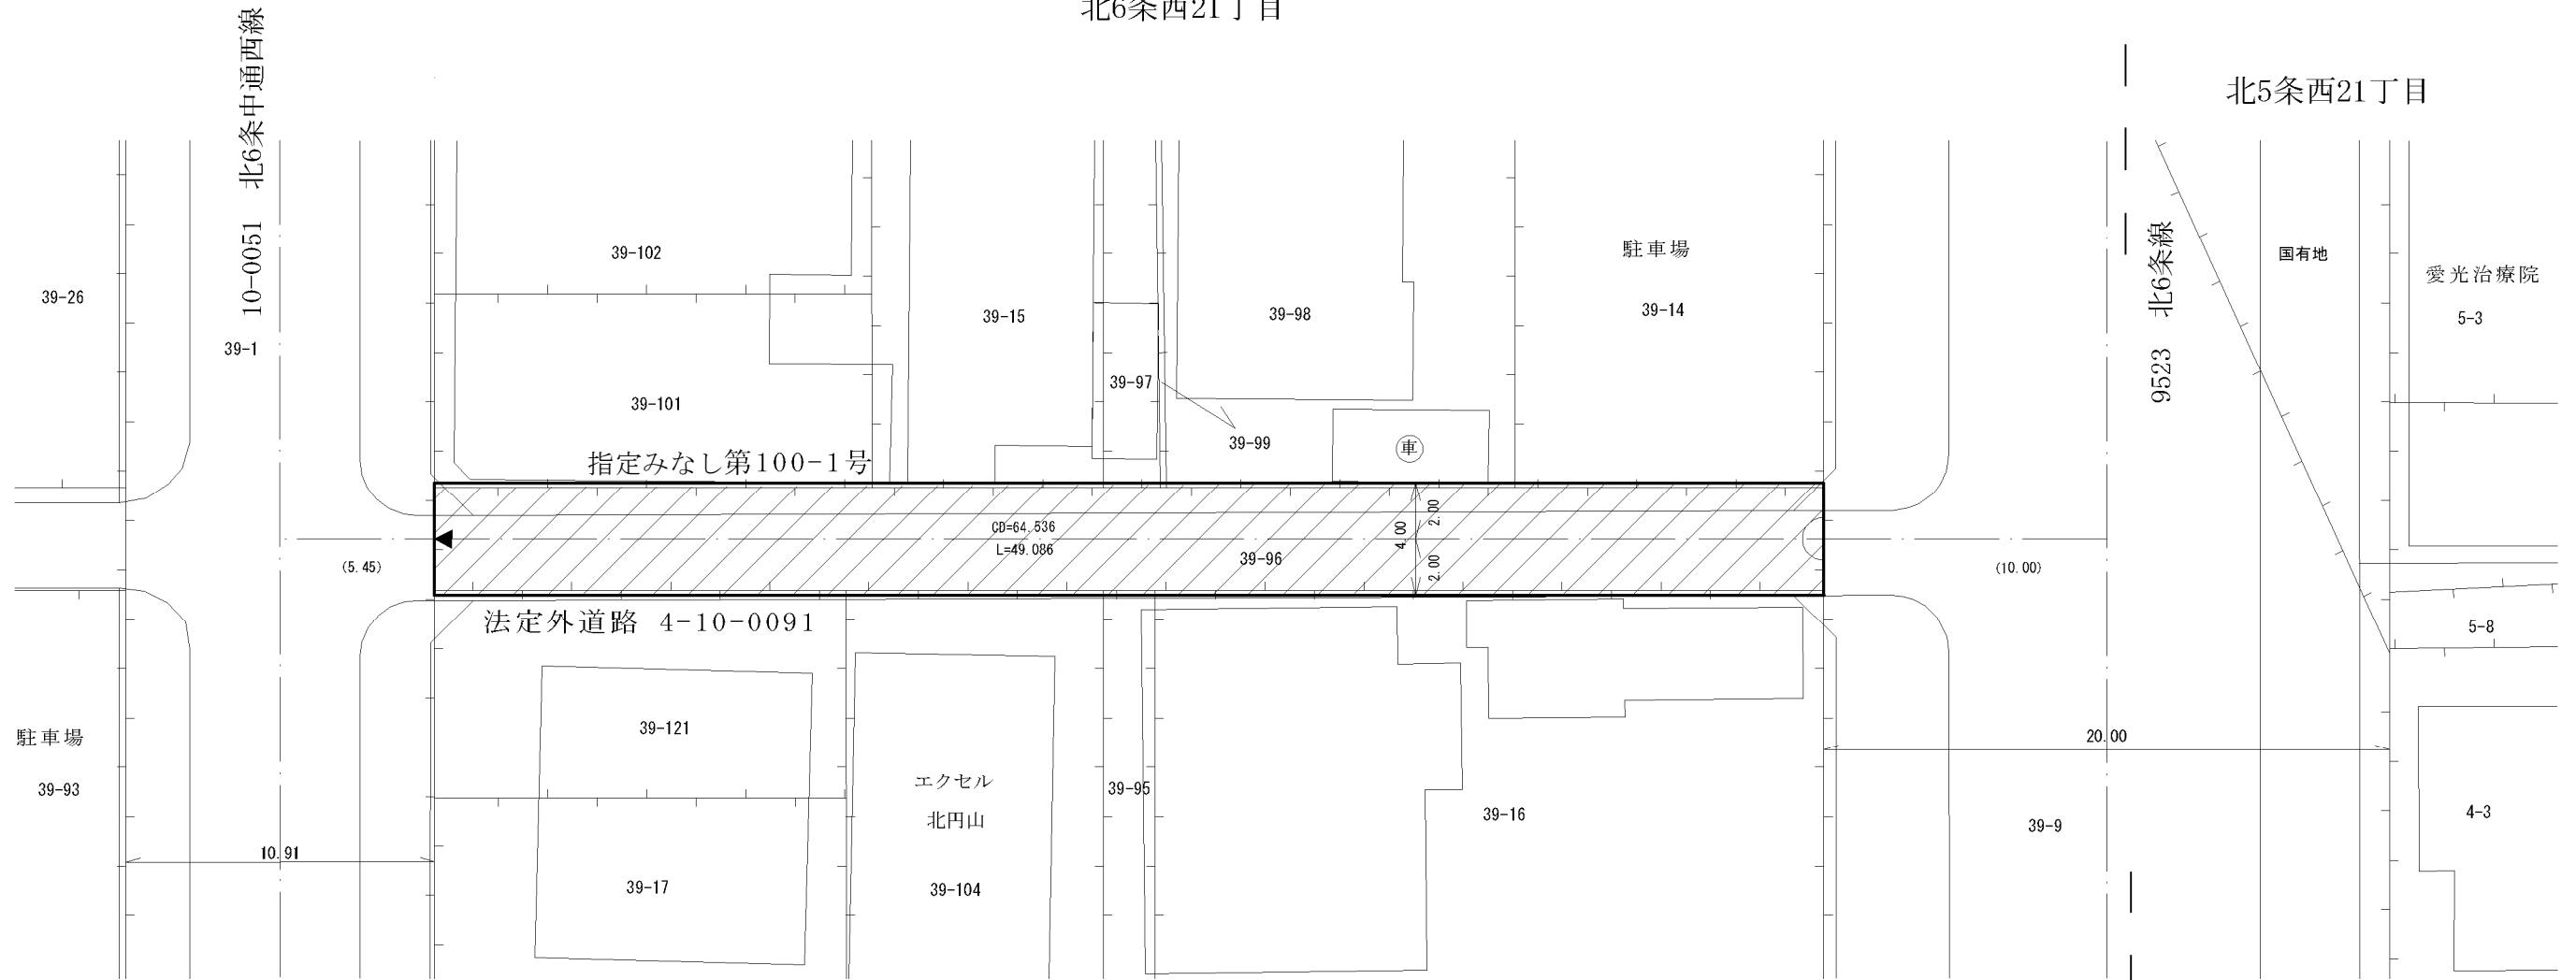 北6条西21丁目
北5条西21丁目
10-0051 北6条中通西線
9523 北6条線
39-26
39-1
39-102
39-101
39-15
39-97
39-98
39-99
車
駐車場
39-14
国有地
愛光治療院
5-3
指定みなし第100-1号
CD=64.536
L=49.086
39-96
4.00
2.00
2.00
(5.45)
(10.00)
法定外道路 4-10-0091
5-8
駐車場
39-93
10.91
39-121
39-17
エクセル
北円山
39-104
39-95
39-16
20.00
39-9
4-3